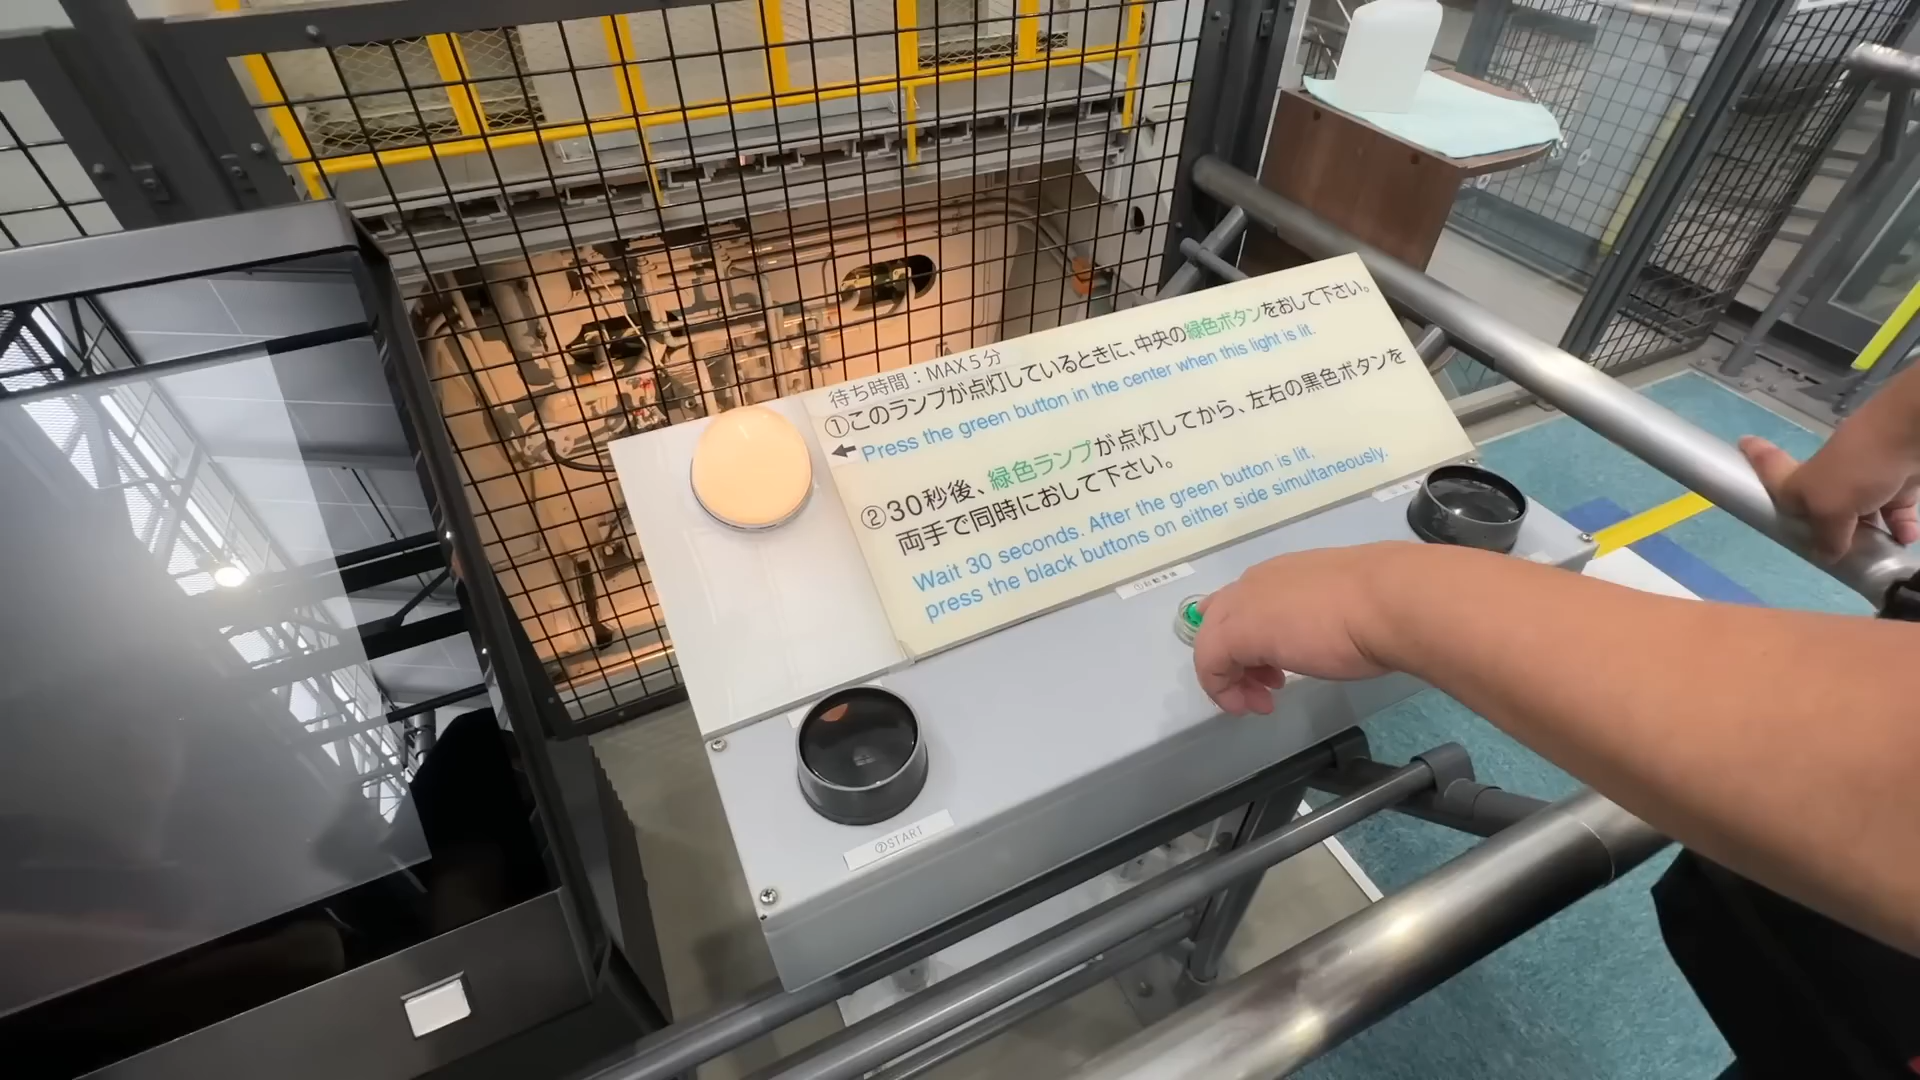 待ち時間：MAX５分
①このランプが点灯しているときに、中央の緑色ボタンをおして下さい。
Press the green button in the center when this light is lit.
②30秒後、緑色ランプが点灯してから、左右の黒色ボタンを
両手で同時におして下さい。
Wait 30 seconds. After the green button is lit,
press the black buttons on either side simultaneously.
②START